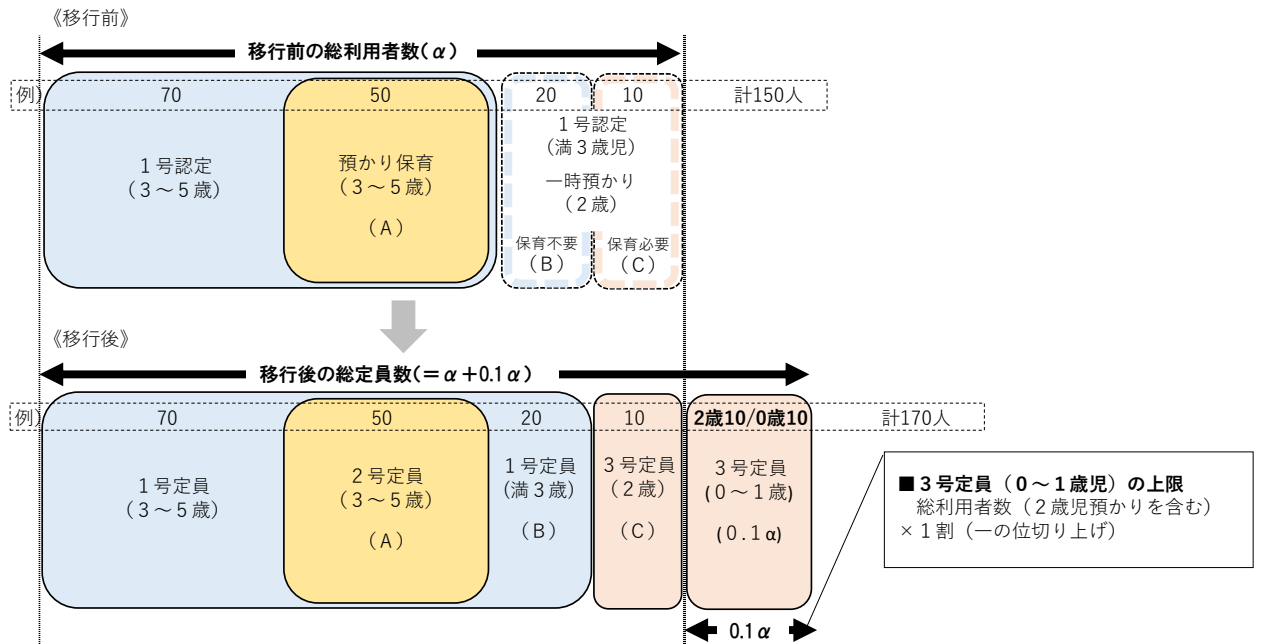 《移行前》
移行前の総利用者数(α)
例） 70 50 20 10 計150人
１号認定
（３～５歳）
預かり保育
（３～５歳）
（Ａ）
１号認定
(満３歳児)
一時預かり
(２歳)
保育不要
（Ｂ）
保育必要
（Ｃ）
《移行後》
移行後の総定員数(＝α＋0.1α)
例） 70 50 20 10 2歳10/0歳10 計170人
１号定員
（３～５歳）
２号定員
（３～５歳）
（Ａ）
１号定員
(満３歳)
（Ｂ）
３号定員
(２歳)
（Ｃ）
３号定員
(０～１歳)
(０.１α)
■３号定員（０～１歳児）の上限
総利用者数（２歳児預かりを含む）
×１割（一の位切り上げ）
0.1α